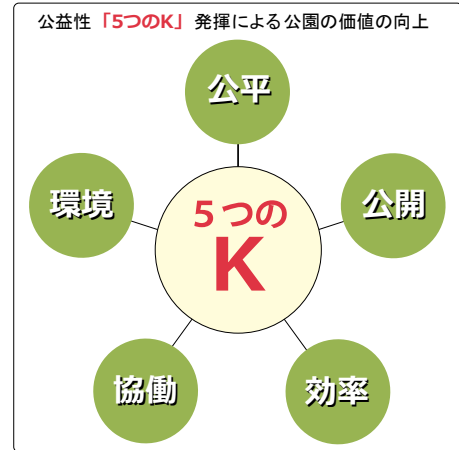 公益性「5つのK」発揮による公園の価値の向上
公平
環境
公開
5つの
K
協働
効率